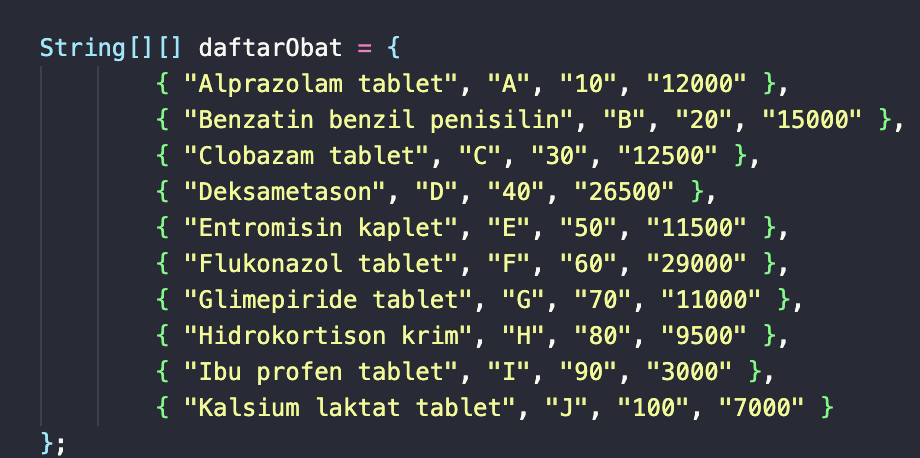 String[][] daftarObat = {
{ "Alprazolam tablet", "A", "10", "12000" },
{ "Benzatin benzil penisilin", "B", "20", "15000" },
{ "Clobazam tablet", "C", "30", "12500" },
{ "Deksametason", "D", "40", "26500" },
{ "Entromisin kaplet", "E", "50", "11500" },
{ "Flukonazol tablet", "F", "60", "29000" },
{ "Glimepiride tablet", "G", "70", "11000" },
{ "Hidrokortison krim", "H", "80", "9500" },
{ "Ibu profen tablet", "I", "90", "3000" },
{ "Kalsium laktat tablet", "J", "100", "7000" }
};